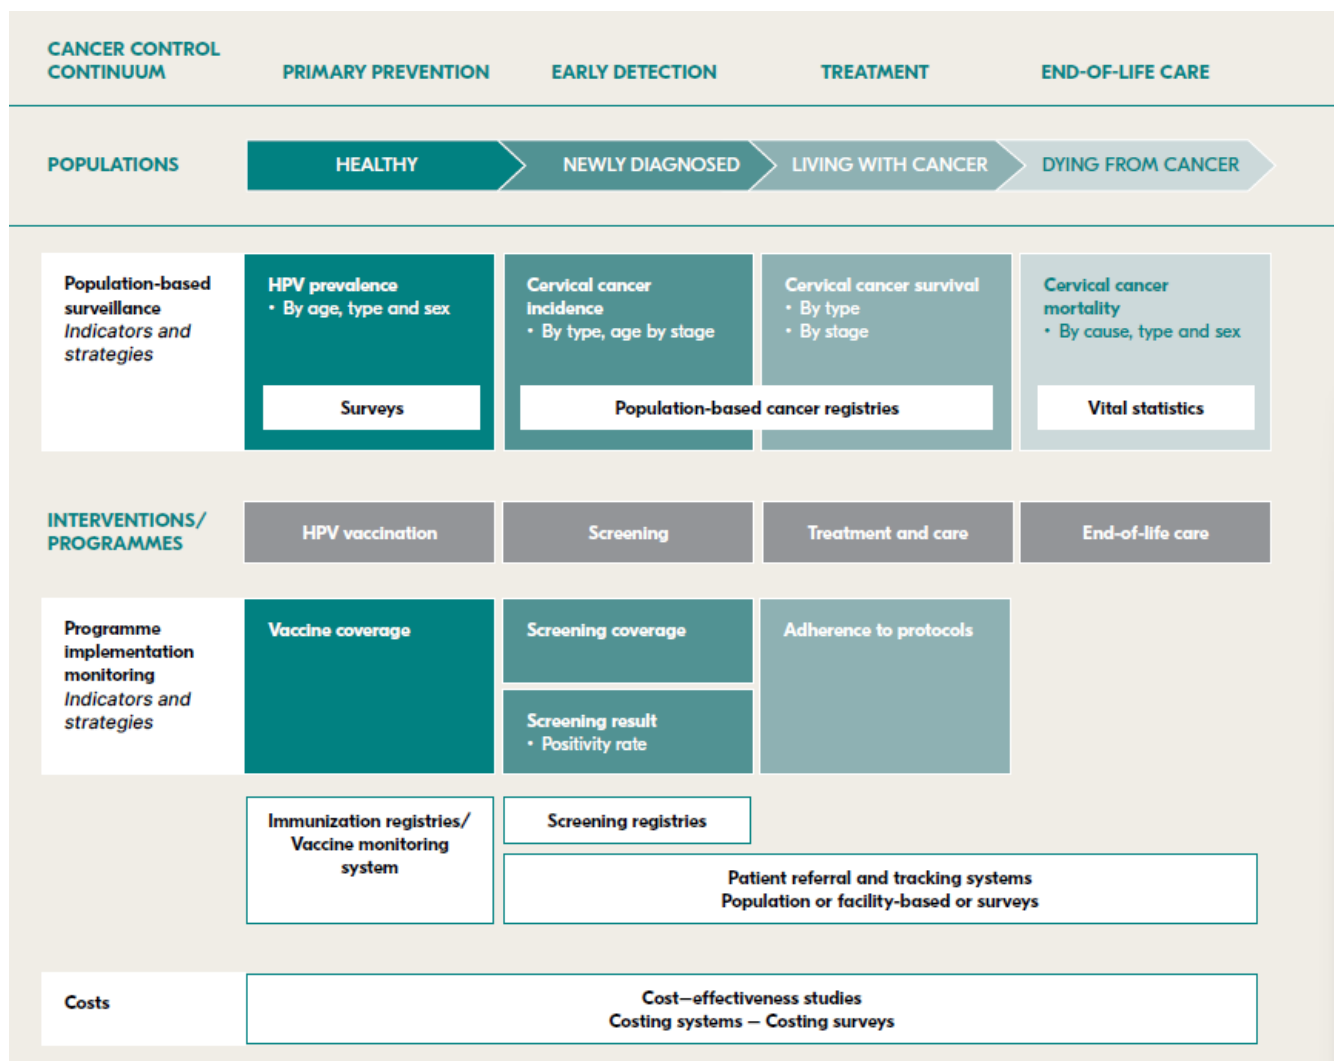 CANCER CONTROL
CONTINUUM
PRIMARY PREVENTION
EARLY DETECTION
TREATMENT
END-OF-LIFE CARE
POPULATIONS
HEALTHY
NEWLY DIAGNOSED
LIVING WITH CANCER
DYING FROM CANCER
Population-based
surveillance
Indicators and
strategies
HPV prevalence
• By age, type and sex
Surveys
Cervical cancer
incidence
• By type, age by stage
Cervical cancer survival
• By type
• By stage
Population-based cancer registries
Cervical cancer
mortality
• By cause, type and sex
Vital statistics
INTERVENTIONS/
PROGRAMMES
HPV vaccination
Screening
Treatment and care
End-of-life care
Programme
implementation
monitoring
Indicators and
strategies
Vaccine coverage
Screening coverage
Screening result
• Positivity rate
Adherence to protocols
Immunization registries/
Vaccine monitoring
system
Screening registries
Patient referral and tracking systems
Population or facility-based or surveys
Costs
Cost–effectiveness studies
Costing systems – Costing surveys